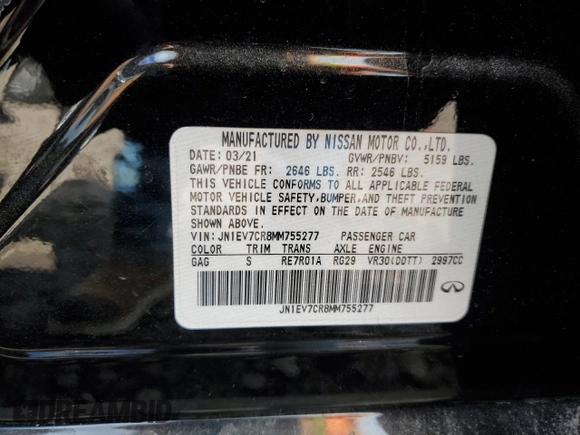 MANUFACTURED BY NISSAN MOTOR CO.,LTD.
DATE: 03/21 GVWR/PNBV: 5159 LBS.
GAWR/PNBE FR: 2646 LBS. RR: 2546 LBS.
THIS VEHICLE CONFORMS TO ALL APPLICABLE FEDERAL
MOTOR VEHICLE SAFETY,BUMPER,AND THEFT PREVENTION
STANDARDS IN EFFECT ON THE DATE OF MANUFACTURE
SHOWN ABOVE.
VIN: JN1EV7CR8MM755277 PASSENGER CAR
COLOR TRIM TRANS AXLE ENGINE
GAG S RE7R01A RG29 VR30(DDTT) 2997CC
JN1EV7CR8MM755277
INFINITI
DREAMBID